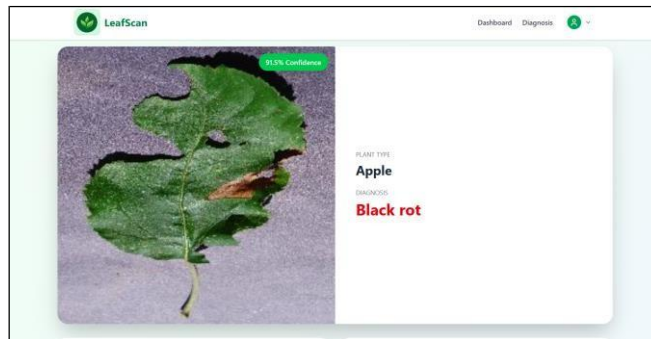 LeafScan
Dashboard Diagnosis
91.5% Confidence
PLANT TYPE
Apple
DIAGNOSIS
Black rot